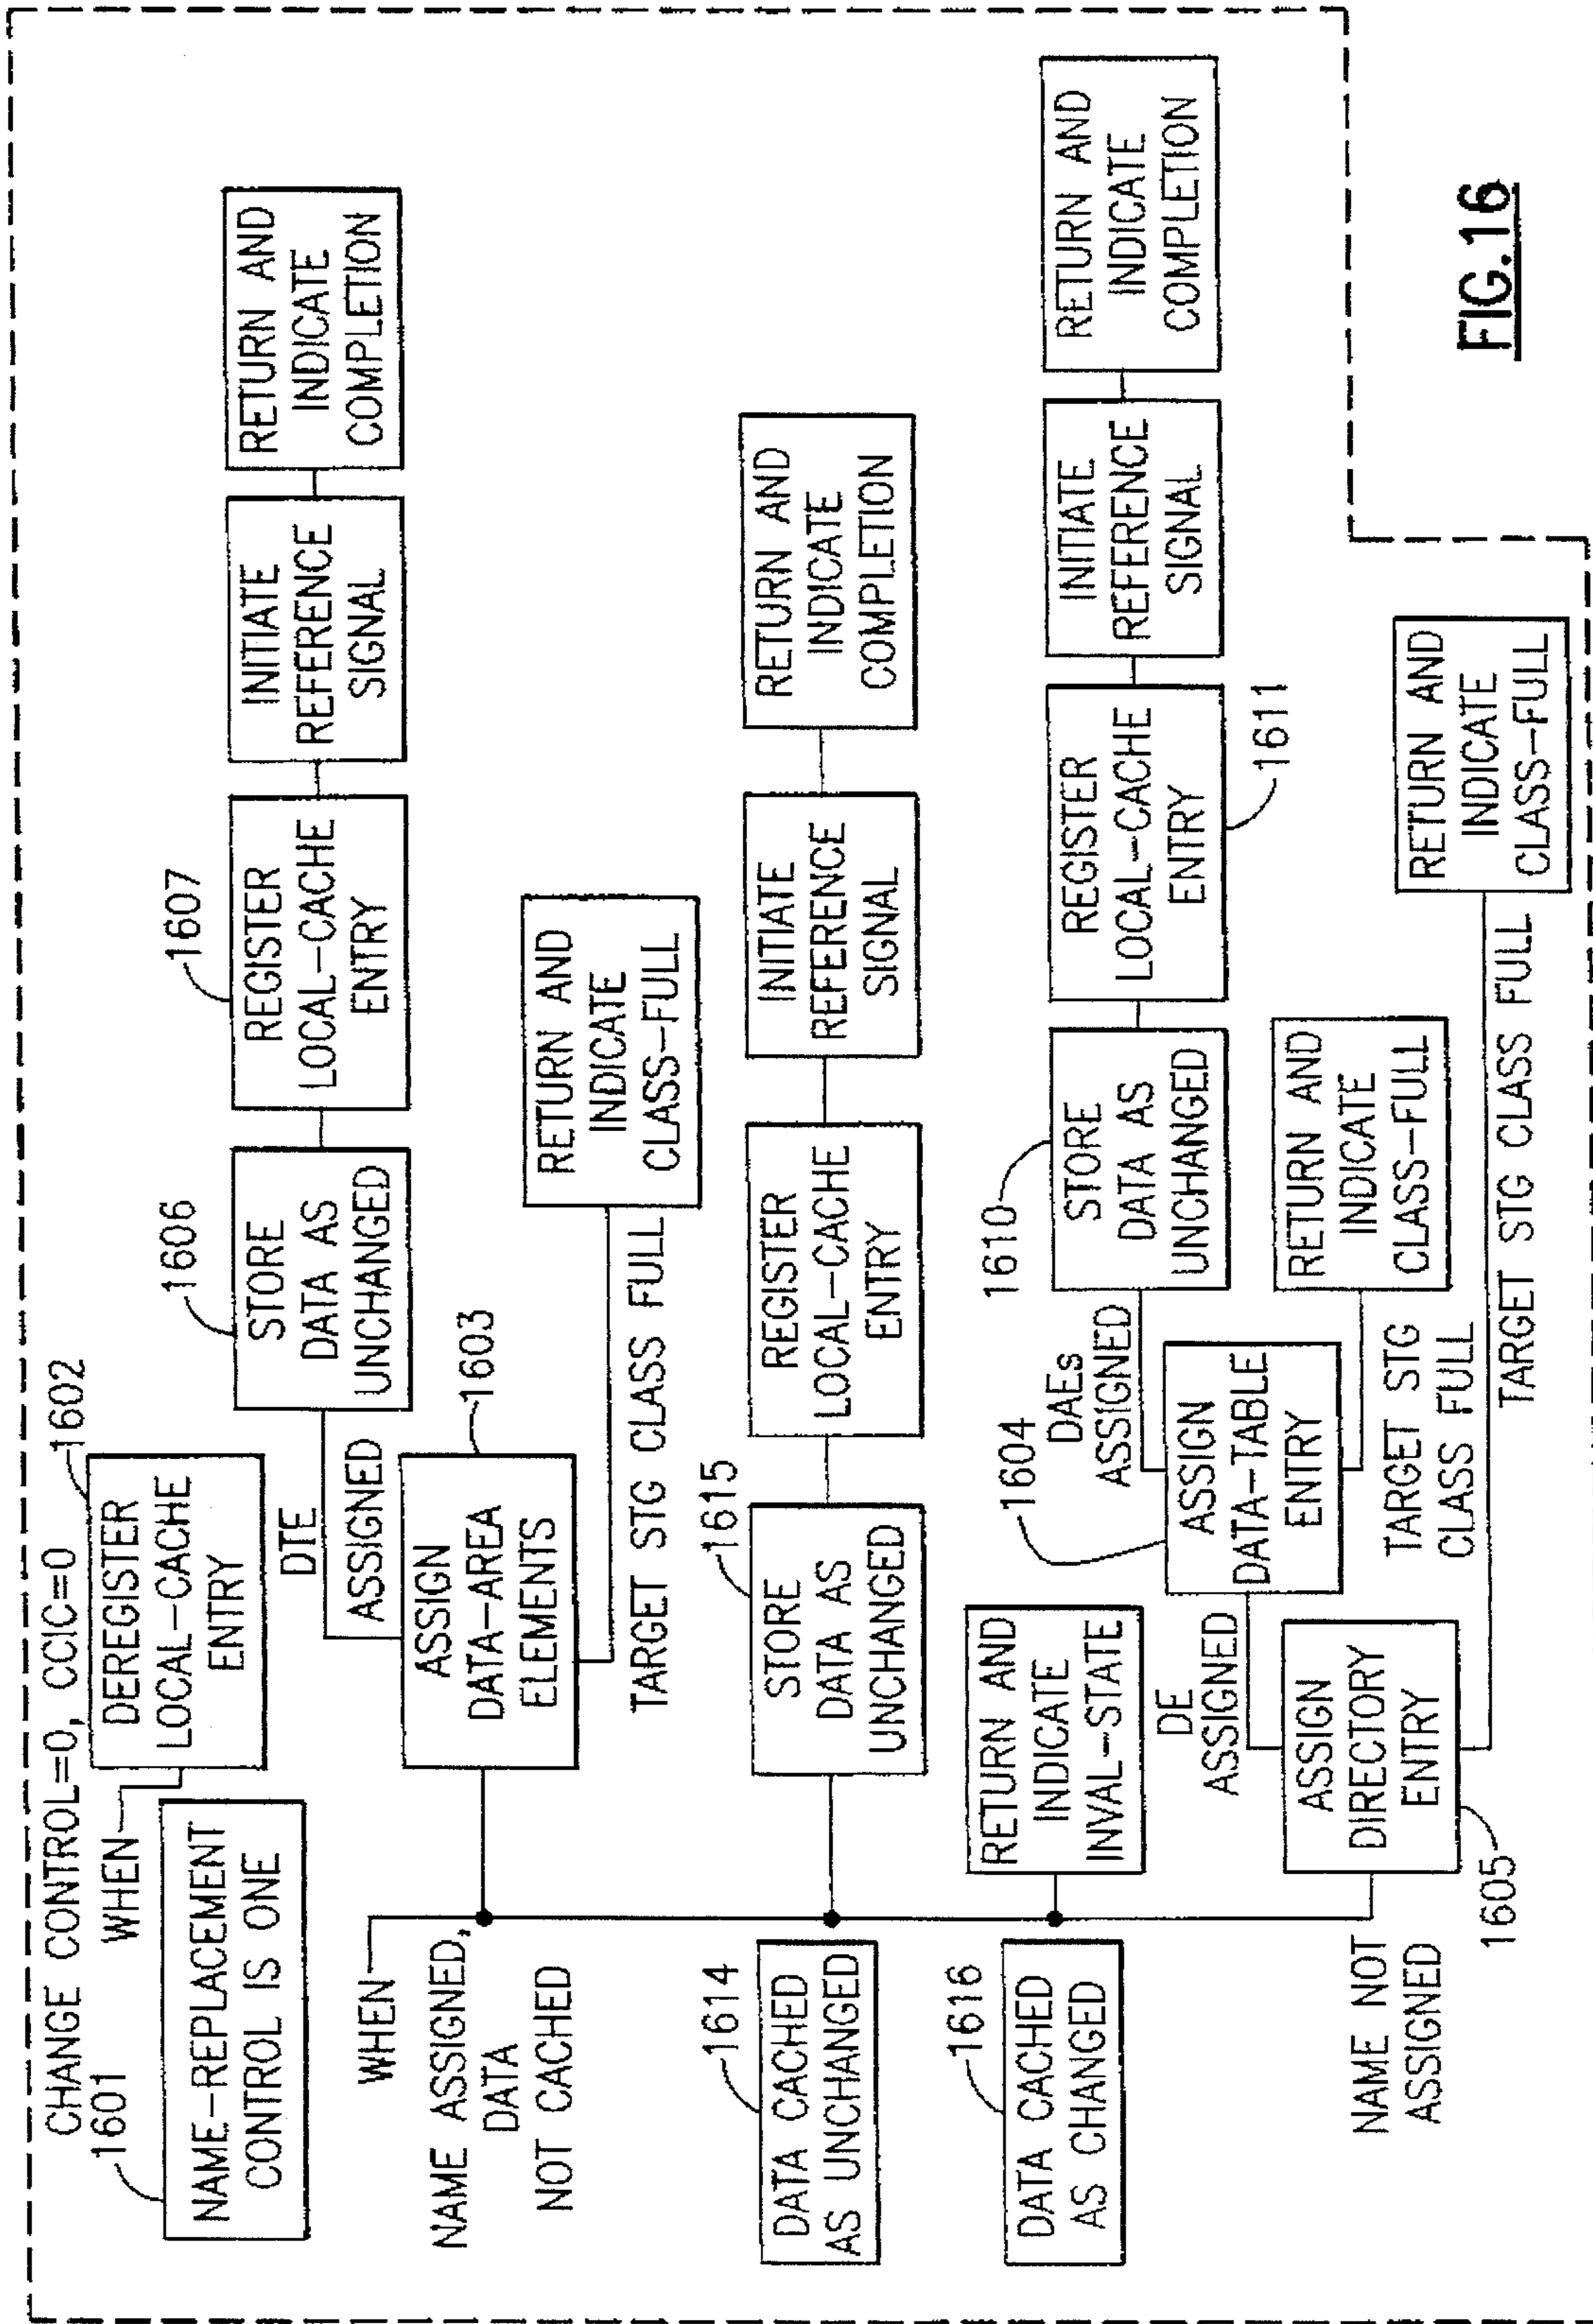 CHANGE CONTROL=0, CCIC=0
1601
NAME-REPLACEMENT
CONTROL IS ONE
WHEN
1602
DEREGISTER
LOCAL-CACHE
ENTRY
WHEN
NAME ASSIGNED,
DATA
NOT CACHED
ASSIGN
DATA-AREA
ELEMENTS
1603
DTE
ASSIGNED
1606
STORE
DATA AS
UNCHANGED
1607
REGISTER
LOCAL-CACHE
ENTRY
INITIATE
REFERENCE
SIGNAL
RETURN AND
INDICATE
COMPLETION
TARGET STG CLASS FULL
RETURN AND
INDICATE
CLASS-FULL
1614
DATA CACHED
AS UNCHANGED
1615
STORE
DATA AS
UNCHANGED
REGISTER
LOCAL-CACHE
ENTRY
INITIATE
REFERENCE
SIGNAL
RETURN AND
INDICATE
COMPLETION
1616
DATA CACHED
AS CHANGED
RETURN AND
INDICATE
INVAL-STATE
NAME NOT
ASSIGNED
1605
ASSIGN
DIRECTORY
ENTRY
DE
ASSIGNED
1604
ASSIGN
DATA-TABLE
ENTRY
DAEs
ASSIGNED
1610
STORE
DATA AS
UNCHANGED
REGISTER
LOCAL-CACHE
ENTRY
1611
INITIATE
REFERENCE
SIGNAL
RETURN AND
INDICATE
COMPLETION
TARGET STG
CLASS FULL
RETURN AND
INDICATE
CLASS-FULL
TARGET STG CLASS FULL
RETURN AND
INDICATE
CLASS-FULL
FIG.16